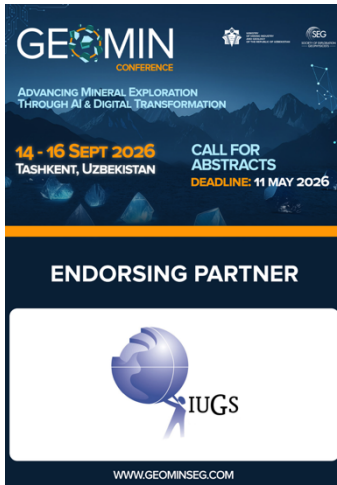 GEOMIN
CONFERENCE
SEG
ADVANCING MINERAL EXPLORATION
THROUGH AI & DIGITAL TRANSFORMATION
14 - 16 SEPT 2026
TASHKENT, UZBEKISTAN
CALL FOR
ABSTRACTS
DEADLINE: 11 MAY 2026
ENDORSING PARTNER
IUGS
WWW.GEOMINSEG.COM